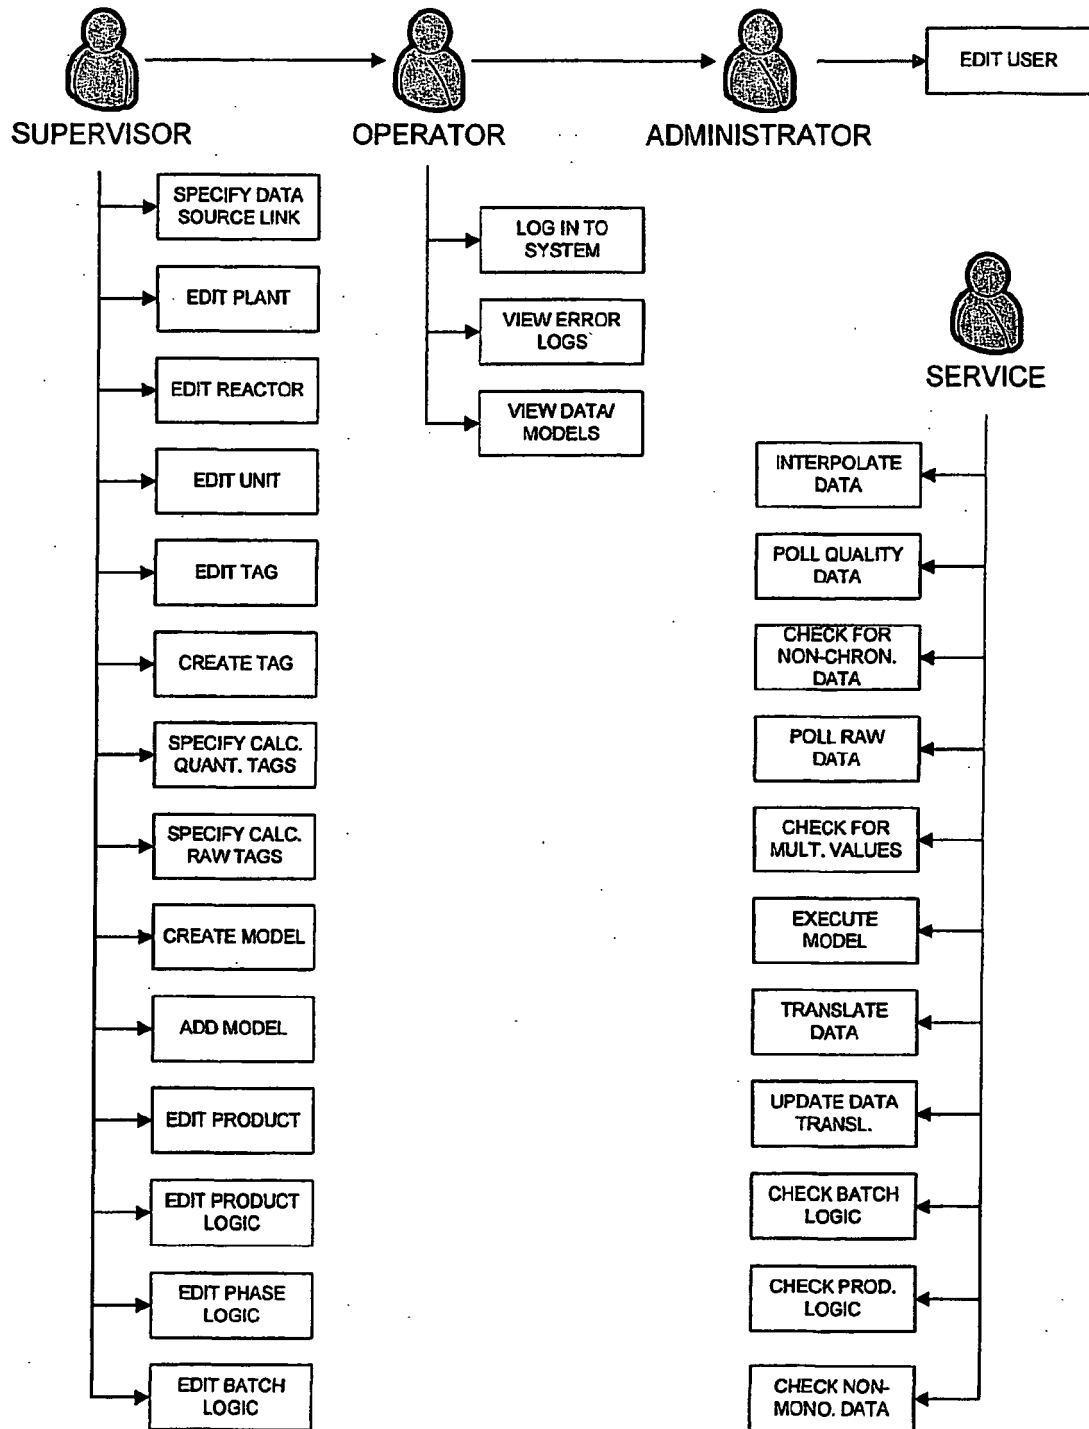 SUPERVISOR
OPERATOR
ADMINISTRATOR
EDIT USER
SPECIFY DATA
SOURCE LINK
EDIT PLANT
EDIT REACTOR
EDIT UNIT
EDIT TAG
CREATE TAG
SPECIFY CALC.
QUANT. TAGS
SPECIFY CALC.
RAW TAGS
CREATE MODEL
ADD MODEL
EDIT PRODUCT
EDIT PRODUCT
LOGIC
EDIT PHASE
LOGIC
EDIT BATCH
LOGIC
LOG IN TO
SYSTEM
VIEW ERROR
LOGS
VIEW DATA/
MODELS
SERVICE
INTERPOLATE
DATA
POLL QUALITY
DATA
CHECK FOR
NON-CHRON.
DATA
POLL RAW
DATA
CHECK FOR
MULT. VALUES
EXECUTE
MODEL
TRANSLATE
DATA
UPDATE DATA
TRANSL.
CHECK BATCH
LOGIC
CHECK PROD.
LOGIC
CHECK NON-
MONO. DATA